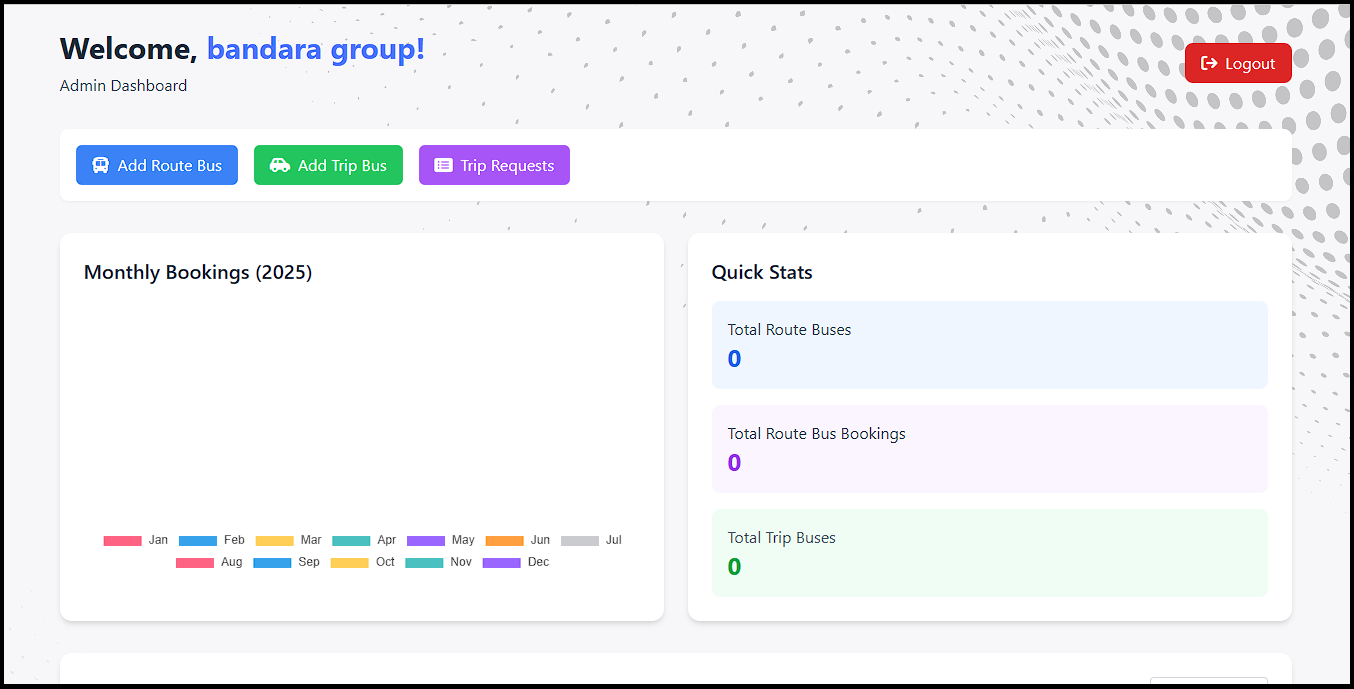 Welcome, bandara group!
Admin Dashboard
Logout
Add Route Bus
Add Trip Bus
Trip Requests
Monthly Bookings (2025)
Jan Feb Mar Apr May Jun Jul
Aug Sep Oct Nov Dec
Quick Stats
Total Route Buses
0
Total Route Bus Bookings
0
Total Trip Buses
0